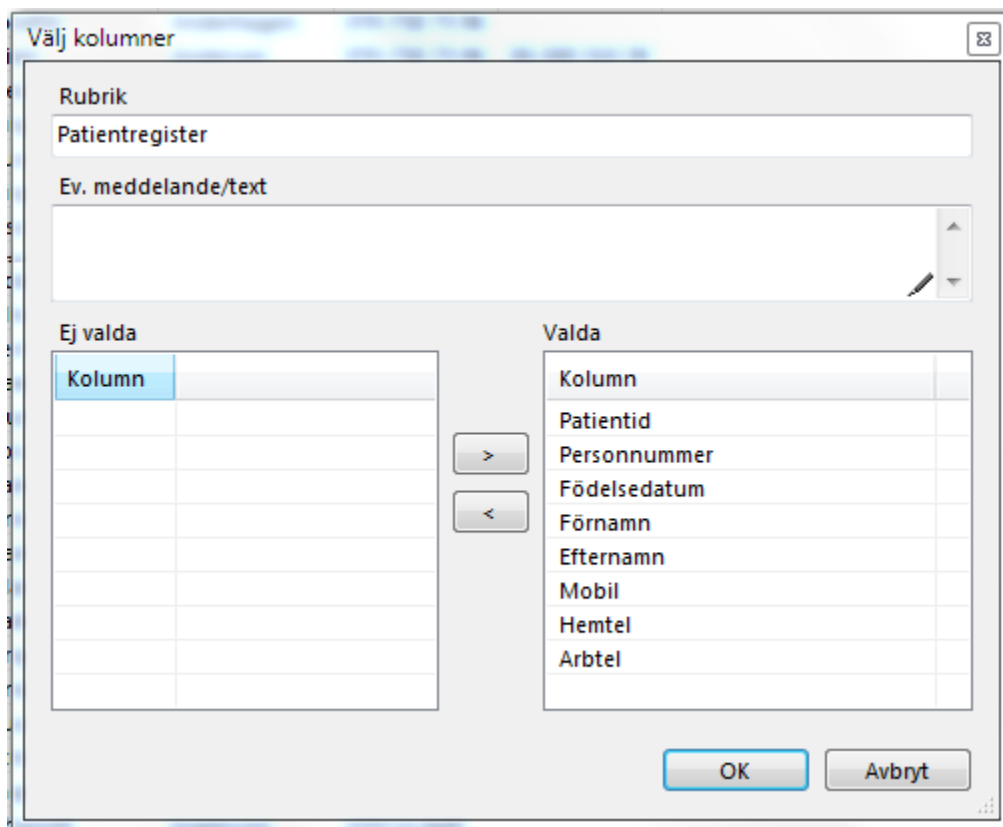 Välj kolumner
Rubrik
Patientregister
Ev. meddelande/text
Ej valda
Kolumn
>
<
Valda
Kolumn
Patientid
Personnummer
Födelsedatum
Förnamn
Efternamn
Mobil
Hemtel
Arbtel
OK
Avbryt